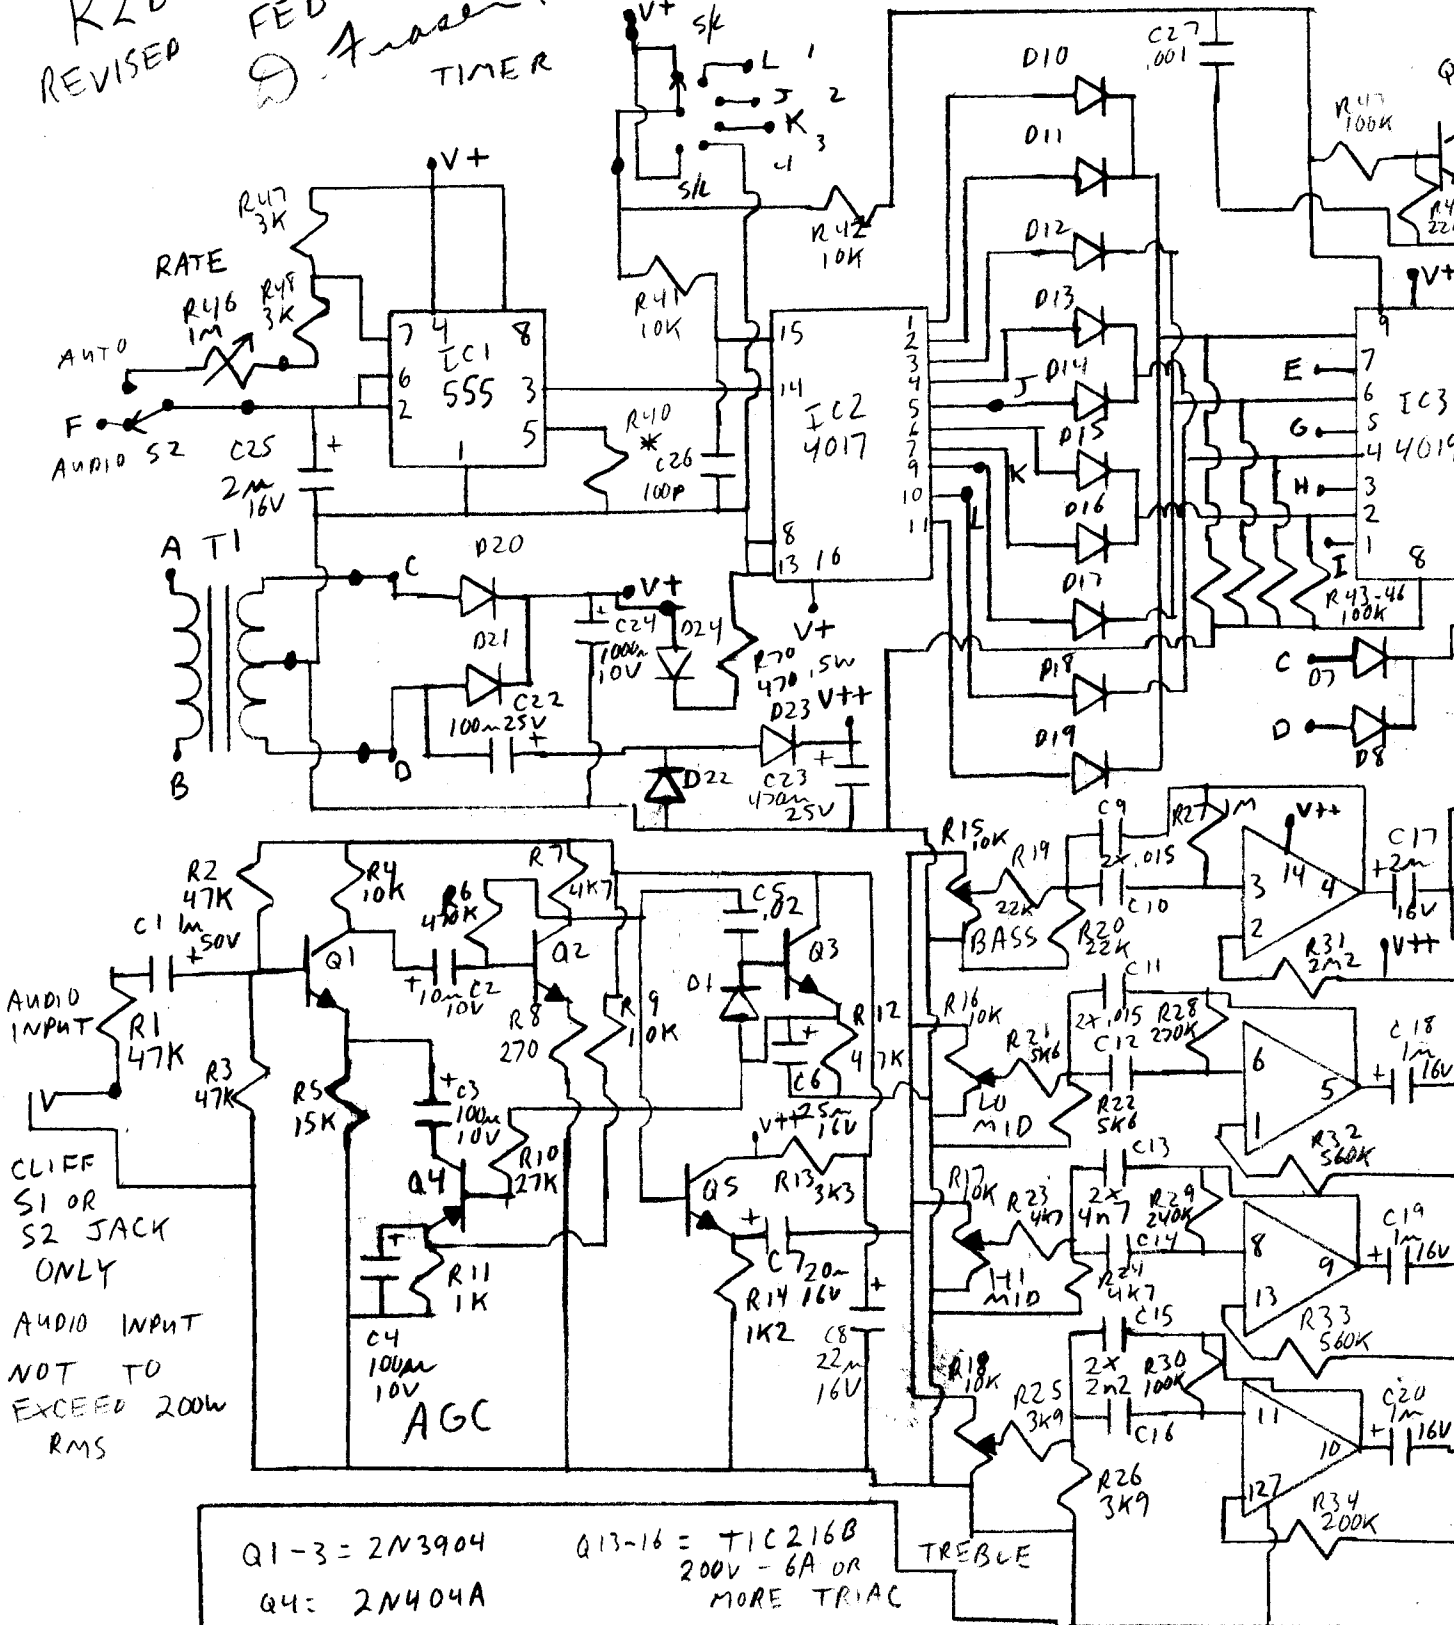 REVISED
FED
D. Fraser
TIMER
V+
S/L
L 1
J 2
K 3
4
S/L
C27
.001
D10
D11
D12
D13
D14
D15
D16
D17
D18
D19
R47
100K
V+
R47
3K
RATE
R46
1M
R48
3K
AUTO
F
AUDIO S2
C25
2m
16V
+
7 4 8
IC1
6 555 3
2
5
1
R40
*
R42
10K
R41
10K
C26
100p
15
14
IC2
4017
8
13 16
1
2
3
4
5
6
7
9
10
11
J
K
L
V+
V+
9
E 7
6
G 5
4
H 3
2
1
I 8
IC3
4019
R43-46
100K
C D7
D
D8
A T1
B
C
D
D20
D21
C22
100m 25V
+
V+
+
C24
1000m
10V
D24
R70
470 .5W
D23 V++
D22
C23
470m
25V
+
R2
47K
C1 1m
+ 50V
AUDIO
INPUT
R1
47K
R3
47K
V
CLIFF
S1 OR
S2 JACK
ONLY
AUDIO INPUT
NOT TO
EXCEED 200W
RMS
R4
10K
Q1
R5
15K
R6
470K
+ 10m C2
10V
R7
4K7
Q2
R8
270
R9
10K
+
C3
100m
10V
Q4
R10
27K
R11
1K
+
C4
100m
10V
AGC
C5
.02
D1
Q3
R12
47K
+
C6
25m
16V
V++
R13
3K3
Q5
+
C7 20m
16V
R14
1K2
+
C8
22m
16V
R15
10K
R19
22K
BASS
C9
2x .015
C10
R20
22K
R27 1M
V++
3 14 4
2
C17
+ 2m
16V
R31
2M2
V++
R16
10K
R21
5K6
LO
MID
C11
2x .015
C12
R22
5K6
R28
270K
6
5
1
C18
+ 1m
16V
R32
560K
R17
10K
R23
4K7
HI
MID
C13
2x
4n7
C14
R24
4K7
R29
240K
8
9
13
C19
+ 1m
16V
R33
560K
R18
10K
R25
3K9
TREBLE
C15
2x
2n2
C16
R26
3K9
R30
100K
11
10
127
C20
+ 1m
16V
R34
200K
Q1-3 = 2N3904
Q4: 2N404A
Q13-16 = TIC216B
200V - 6A OR
MORE TRIAC